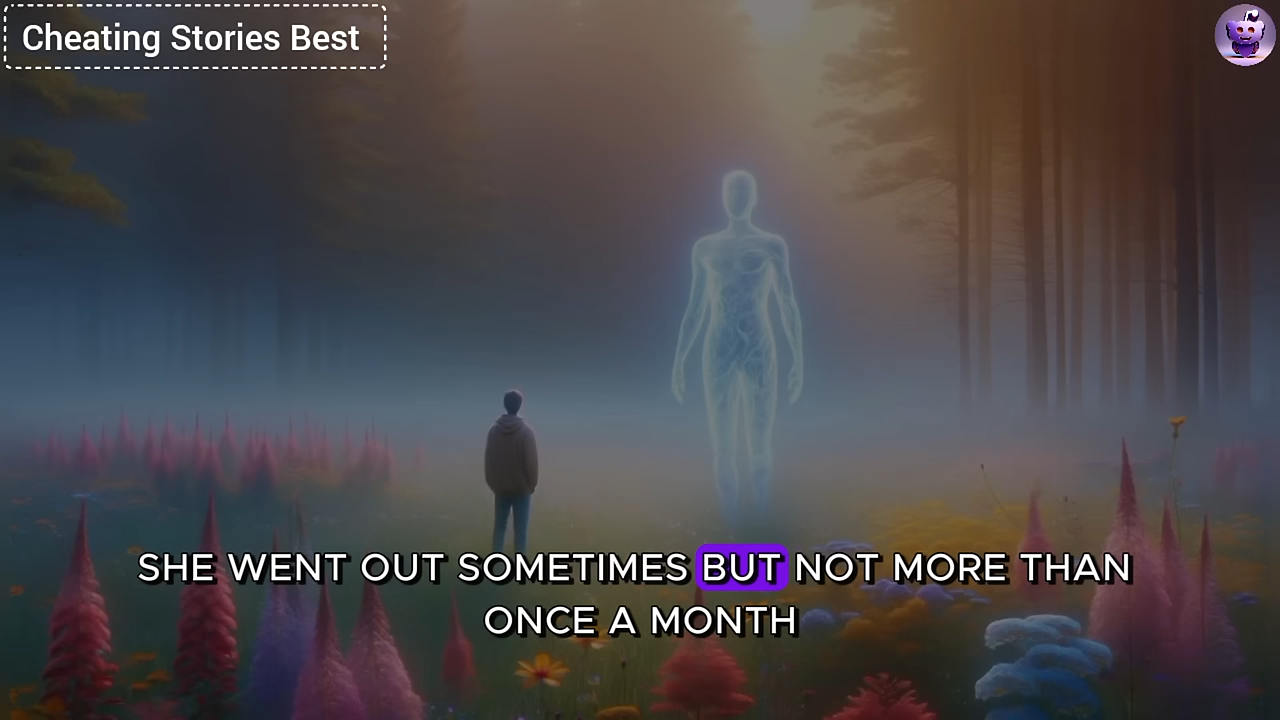 Cheating Stories Best
SHE WENT OUT SOMETIMES BUT NOT MORE THAN
ONCE A MONTH